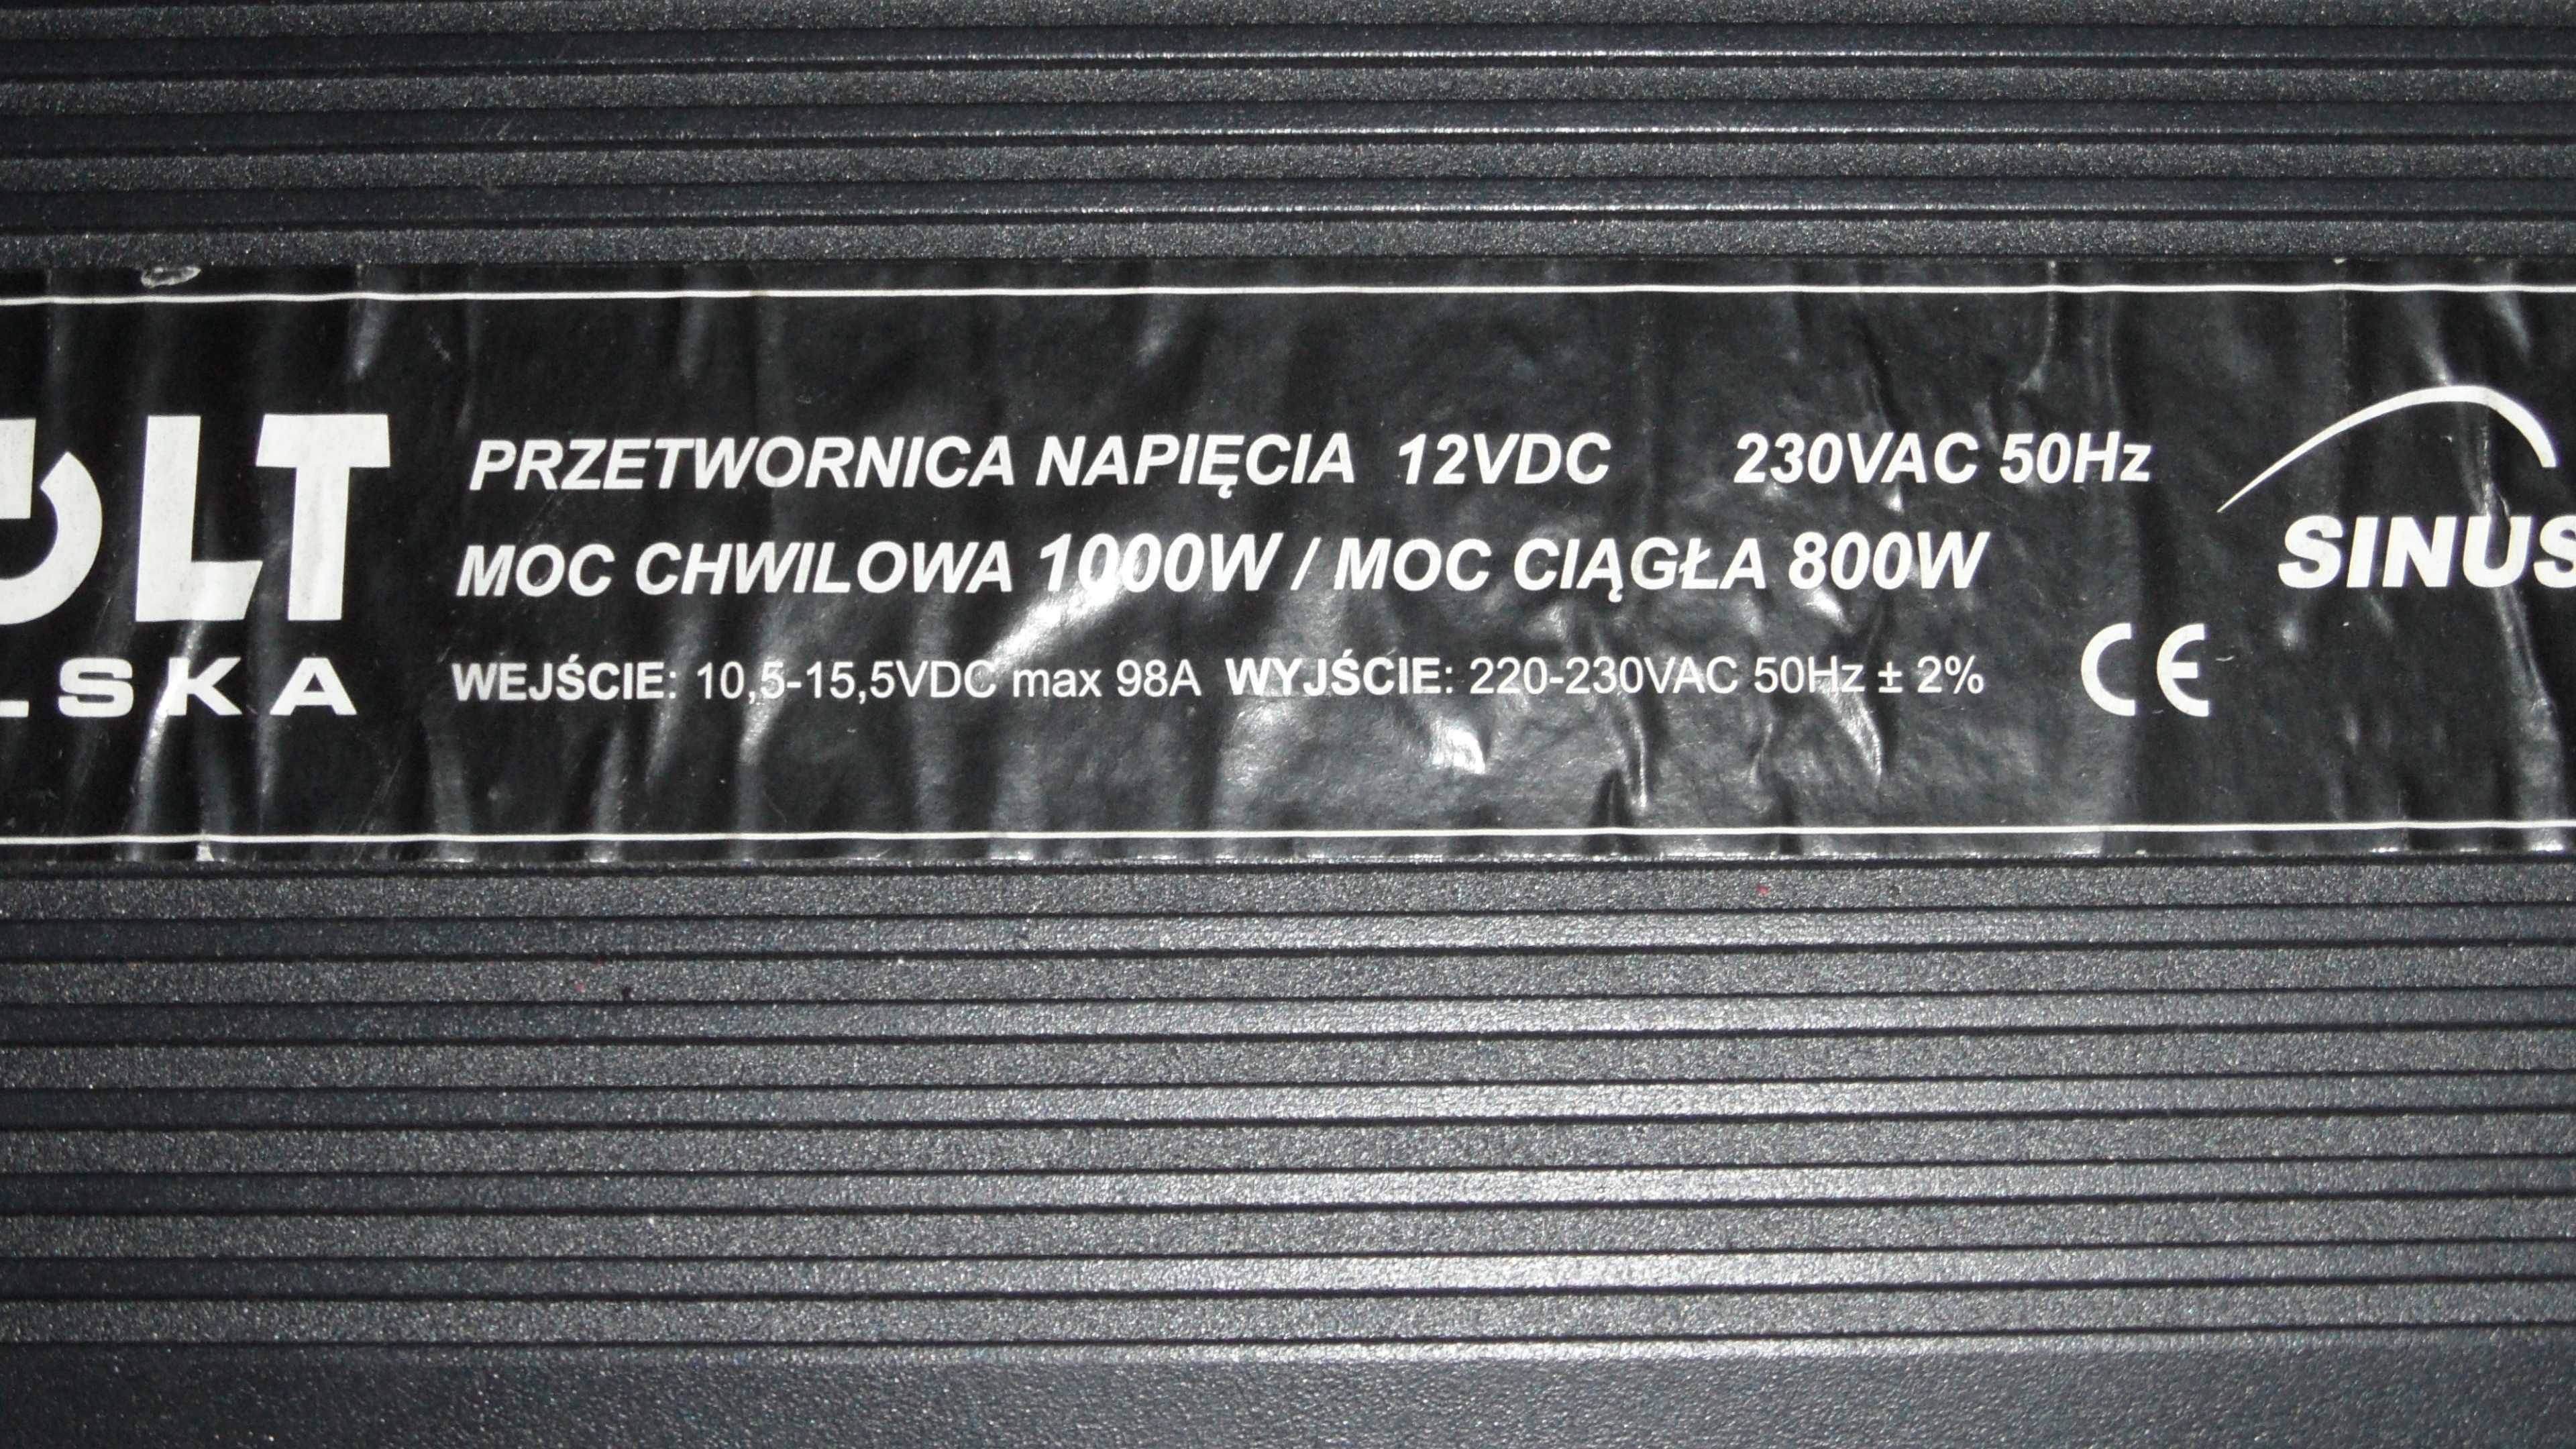 OLT
LSKA
PRZETWORNICA NAPIĘCIA 12VDC 230VAC 50Hz
MOC CHWILOWA 1000W / MOC CIĄGŁA 800W
WEJŚCIE: 10,5-15,5VDC max 98A WYJŚCIE: 220-230VAC 50Hz ± 2%
CE
SINUS